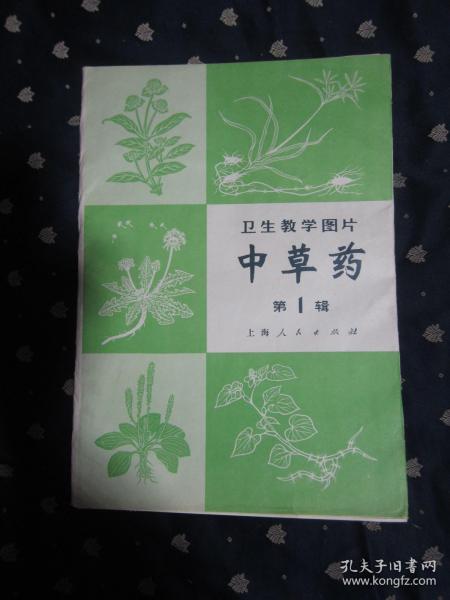 卫生教学图片
中草药
第1辑
上海人民出版社
孔夫子旧书网
www.kongfz.com